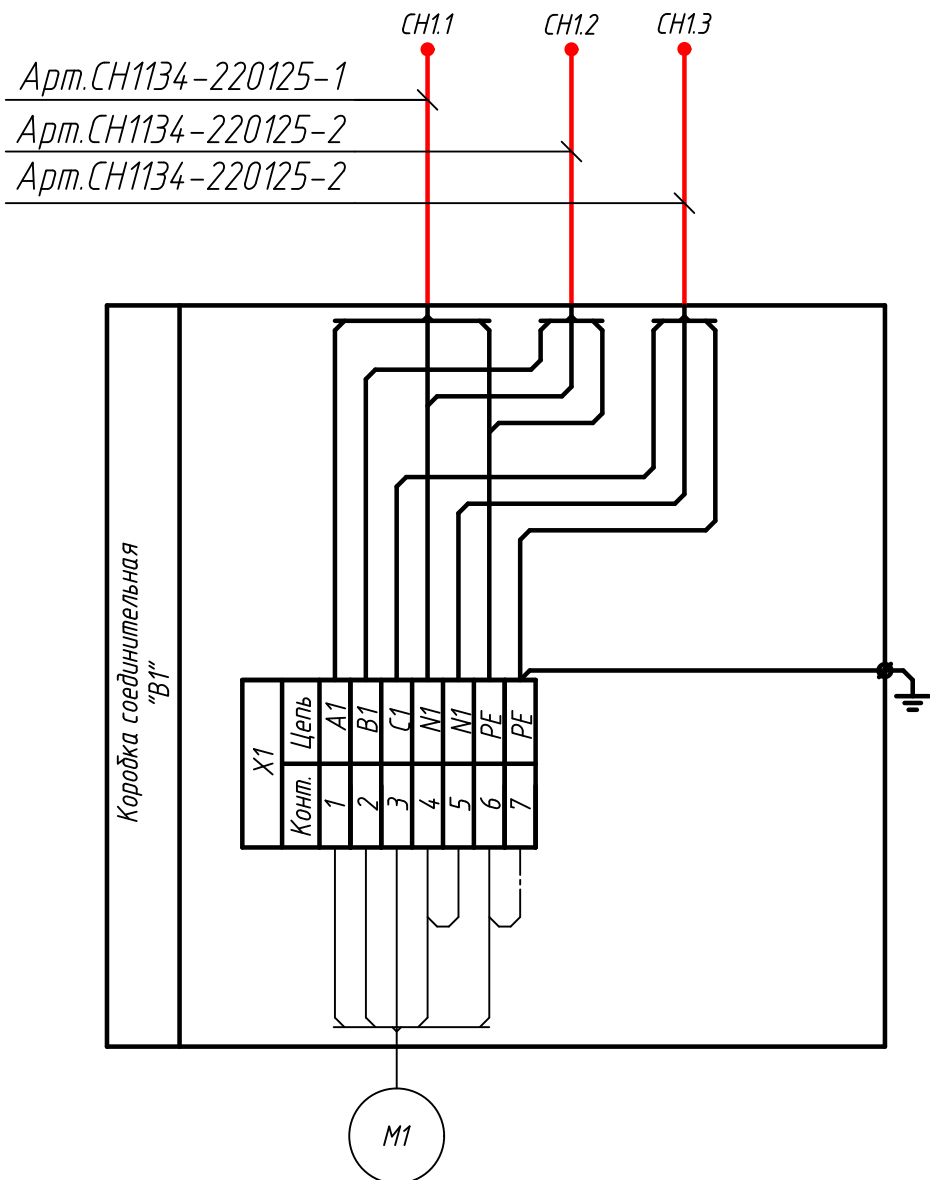 CH1.1
CH1.2
CH1.3
Арт.CH1134-220125-1
Арт.CH1134-220125-2
Арт.CH1134-220125-2
Коробка соединительная
"B1"
X1
Цепь
A1
B1
C1
N1
N1
PE
PE
Конт.
1
2
3
4
5
6
7
M1